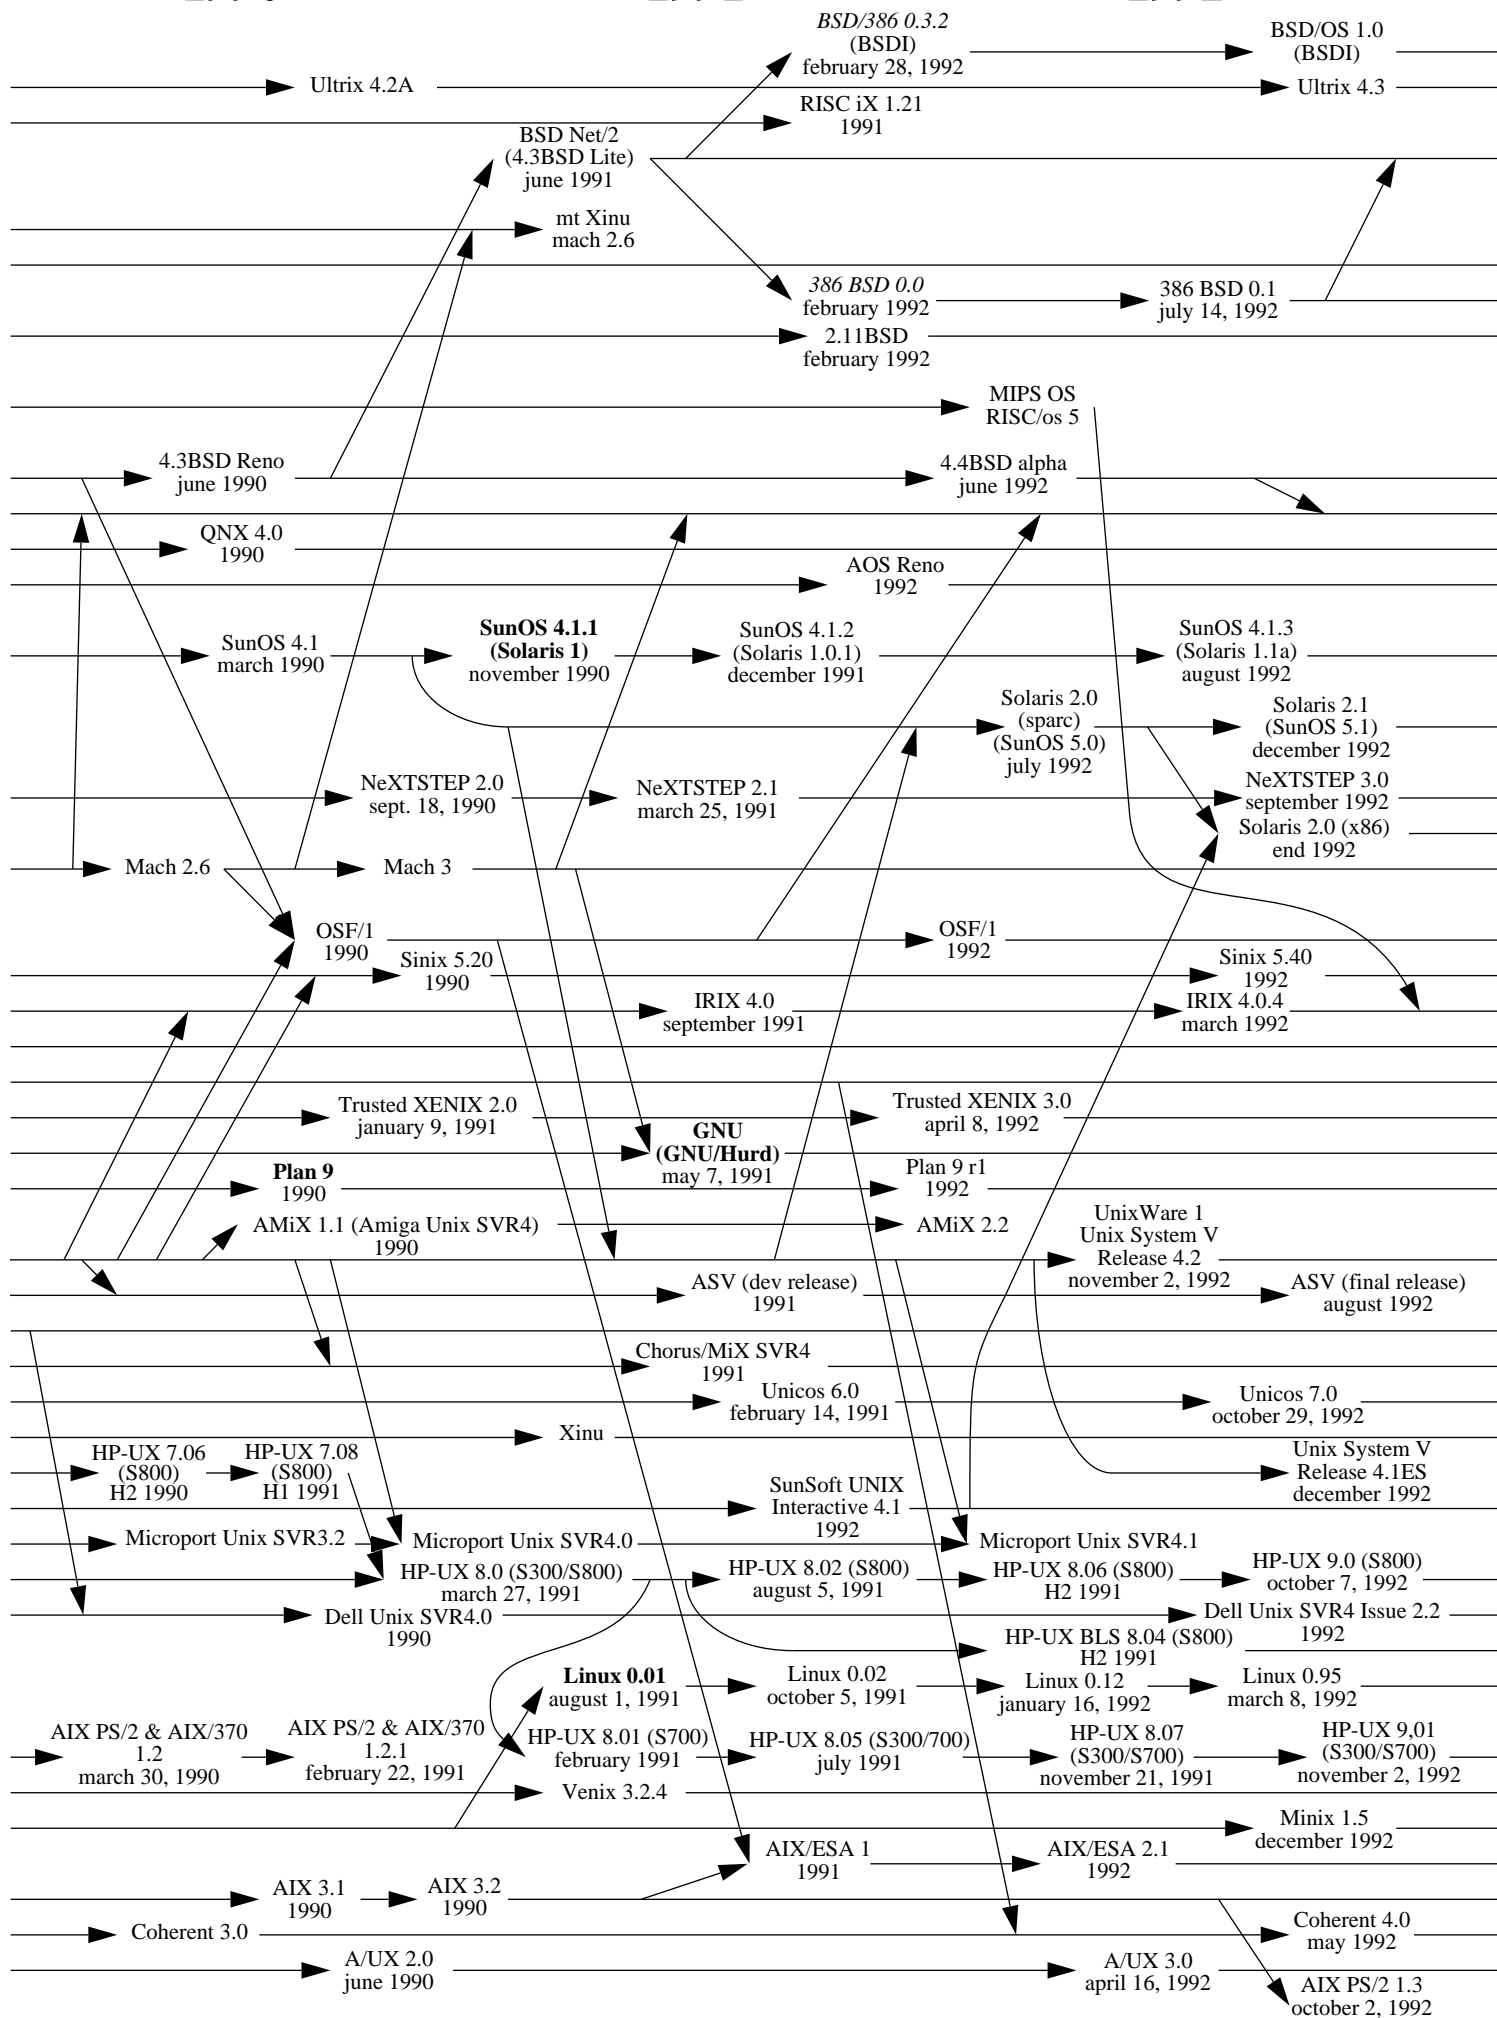 BSD/386 0.3.2
(BSDI)
february 28, 1992
BSD/OS 1.0
(BSDI)
Ultrix 4.2A
Ultrix 4.3
RISC iX 1.21
1991
BSD Net/2
(4.3BSD Lite)
june 1991
mt Xinu
mach 2.6
386 BSD 0.0
february 1992
386 BSD 0.1
july 14, 1992
2.11BSD
february 1992
MIPS OS
RISC/os 5
4.3BSD Reno
june 1990
4.4BSD alpha
june 1992
QNX 4.0
1990
AOS Reno
1992
SunOS 4.1
march 1990
SunOS 4.1.1
(Solaris 1)
november 1990
SunOS 4.1.2
(Solaris 1.0.1)
december 1991
SunOS 4.1.3
(Solaris 1.1a)
august 1992
Solaris 2.0
(sparc)
(SunOS 5.0)
july 1992
Solaris 2.1
(SunOS 5.1)
december 1992
NeXTSTEP 2.0
sept. 18, 1990
NeXTSTEP 2.1
march 25, 1991
NeXTSTEP 3.0
september 1992
Solaris 2.0 (x86)
end 1992
Mach 2.6
Mach 3
OSF/1
1990
OSF/1
1992
Sinix 5.20
1990
Sinix 5.40
1992
IRIX 4.0
september 1991
IRIX 4.0.4
march 1992
Trusted XENIX 2.0
january 9, 1991
Trusted XENIX 3.0
april 8, 1992
GNU
(GNU/Hurd)
may 7, 1991
Plan 9
1990
Plan 9 r1
1992
AMiX 1.1 (Amiga Unix SVR4)
1990
AMiX 2.2
UnixWare 1
Unix System V
Release 4.2
november 2, 1992
ASV (dev release)
1991
ASV (final release)
august 1992
Chorus/MiX SVR4
1991
Unicos 6.0
february 14, 1991
Unicos 7.0
october 29, 1992
Xinu
HP-UX 7.06
(S800)
H2 1990
HP-UX 7.08
(S800)
H1 1991
Unix System V
Release 4.1ES
december 1992
SunSoft UNIX
Interactive 4.1
1992
Microport Unix SVR3.2
Microport Unix SVR4.0
Microport Unix SVR4.1
HP-UX 8.0 (S300/S800)
march 27, 1991
HP-UX 8.02 (S800)
august 5, 1991
HP-UX 8.06 (S800)
H2 1991
HP-UX 9.0 (S800)
october 7, 1992
Dell Unix SVR4.0
1990
Dell Unix SVR4 Issue 2.2
1992
HP-UX BLS 8.04 (S800)
H2 1991
Linux 0.01
august 1, 1991
Linux 0.02
october 5, 1991
Linux 0.12
january 16, 1992
Linux 0.95
march 8, 1992
AIX PS/2 & AIX/370
1.2
march 30, 1990
AIX PS/2 & AIX/370
1.2.1
february 22, 1991
HP-UX 8.01 (S700)
february 1991
HP-UX 8.05 (S300/700)
july 1991
HP-UX 8.07
(S300/S700)
november 21, 1991
HP-UX 9,01
(S300/S700)
november 2, 1992
Venix 3.2.4
Minix 1.5
december 1992
AIX/ESA 1
1991
AIX/ESA 2.1
1992
AIX 3.1
1990
AIX 3.2
1990
Coherent 3.0
Coherent 4.0
may 1992
A/UX 2.0
june 1990
A/UX 3.0
april 16, 1992
AIX PS/2 1.3
october 2, 1992